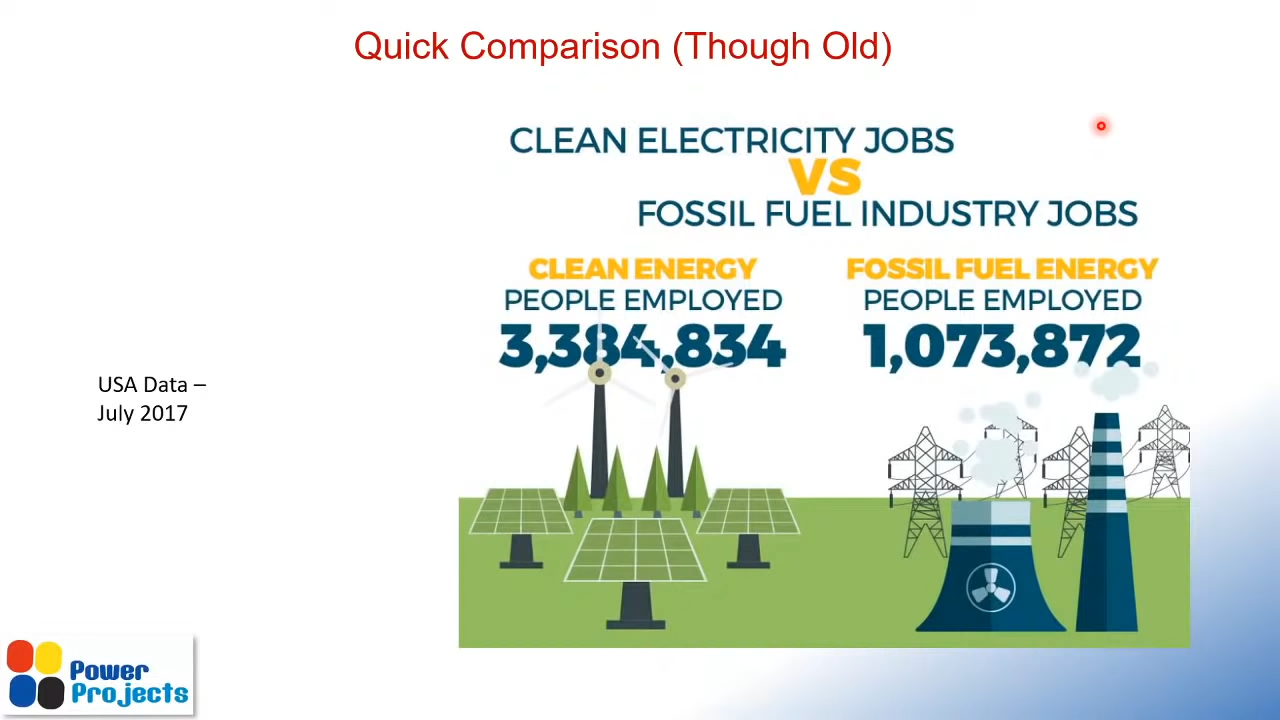 Quick Comparison (Though Old)
CLEAN ELECTRICITY JOBS
VS
FOSSIL FUEL INDUSTRY JOBS
CLEAN ENERGY
PEOPLE EMPLOYED
3,384,834
FOSSIL FUEL ENERGY
PEOPLE EMPLOYED
1,073,872
USA Data –
July 2017
Power
Projects